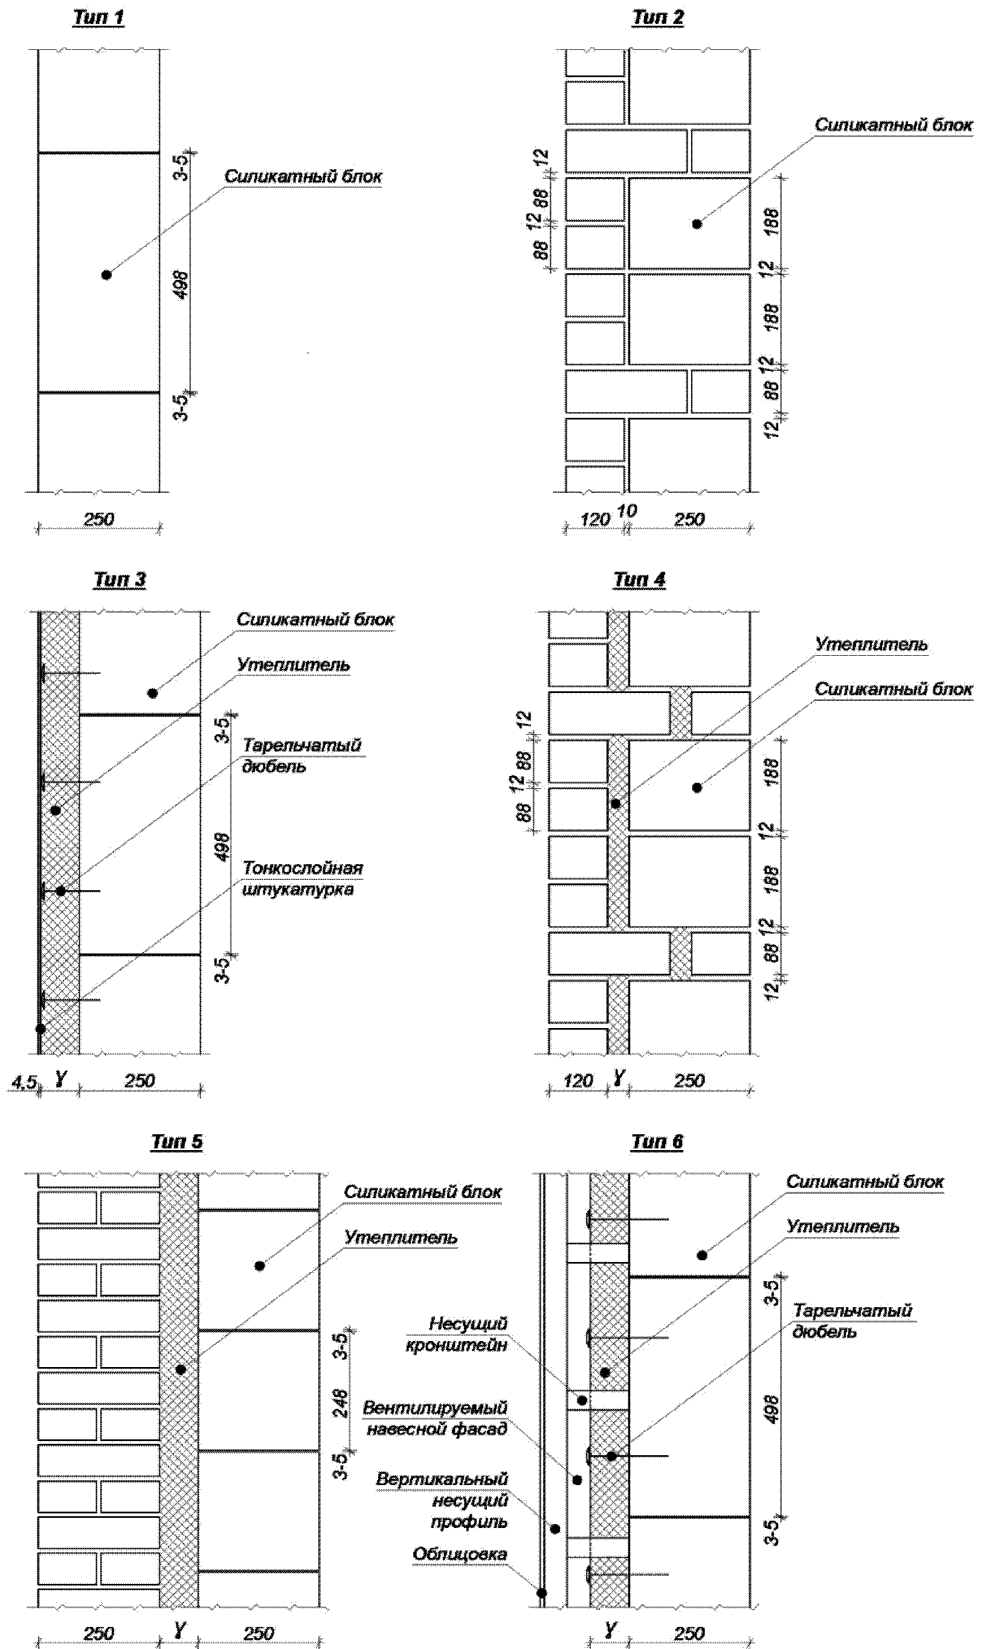 Тип 1
Силикатный блок
3-5
498
3-5
250
Тип 2
Силикатный блок
12
88
12
88
188
12
188
12
88
12
120
10
250
Тип 3
Силикатный блок
Утеплитель
Тарельчатый
дюбель
Тонкослойная
штукатурка
3-5
498
3-5
4,5
γ
250
Тип 4
Утеплитель
Силикатный блок
12
88
12
88
188
12
188
12
88
12
120
γ
250
Тип 5
Силикатный блок
Утеплитель
3-5
248
3-5
250
γ
250
Тип 6
Силикатный блок
Утеплитель
Тарельчатый
дюбель
Несущий
кронштейн
Вентилируемый
навесной фасад
Вертикальный
несущий
профиль
Облицовка
3-5
498
3-5
γ
250